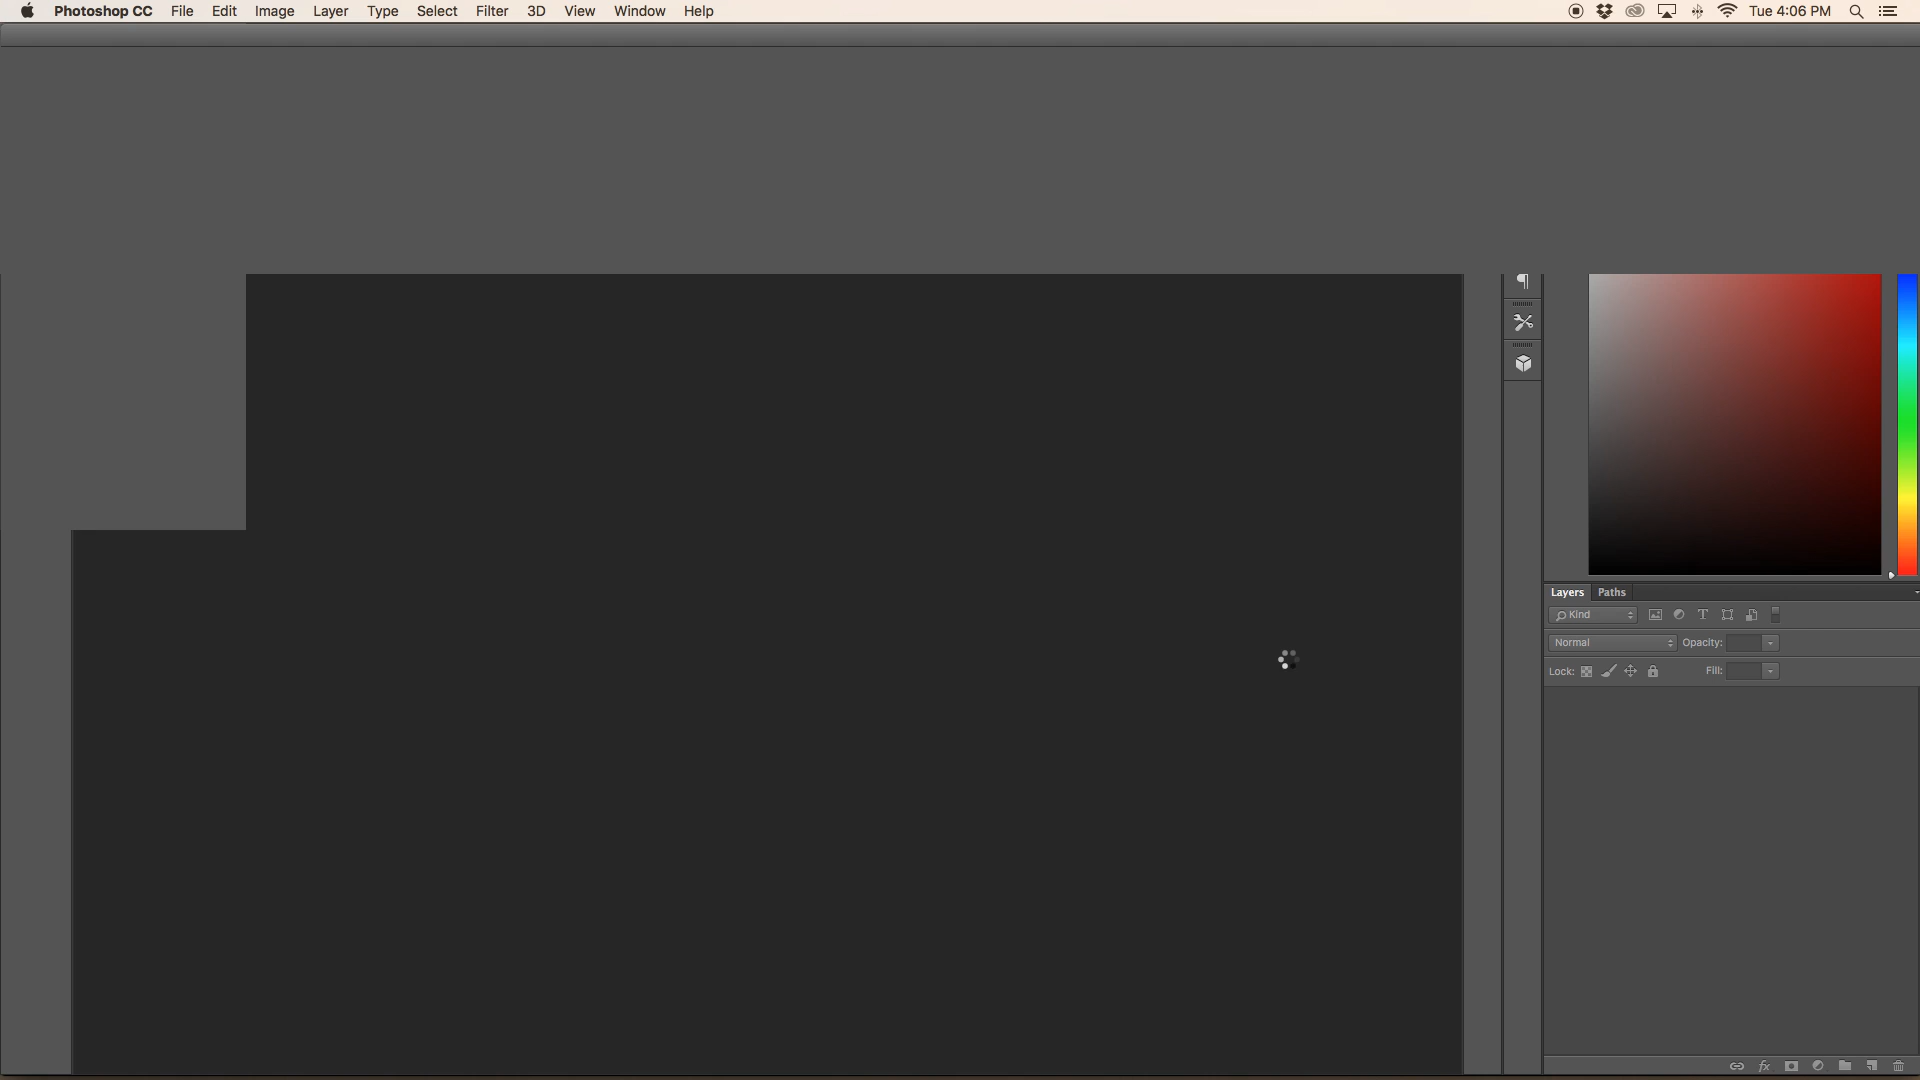 Photoshop CC File Edit Image Layer Type Select Filter 3D View Window Help Tue 4:06 PM
Layers Paths
Kind
Normal Opacity:
Lock: Fill: